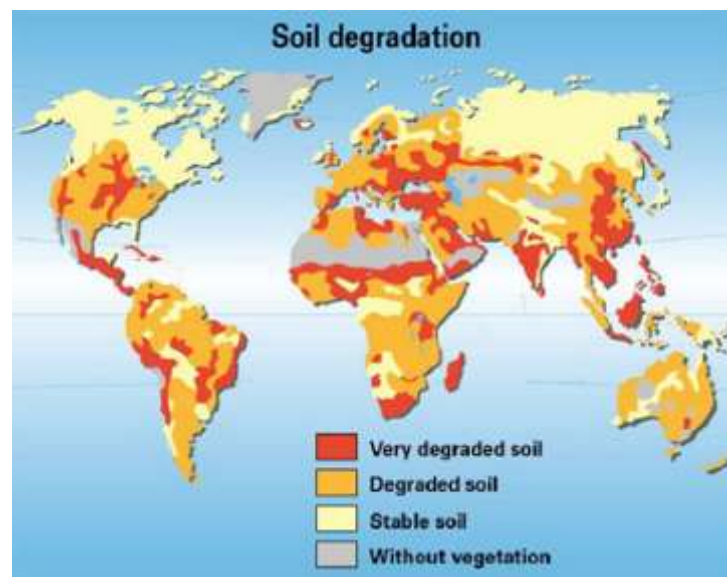 Soil degradation
Very degraded soil
Degraded soil
Stable soil
Without vegetation